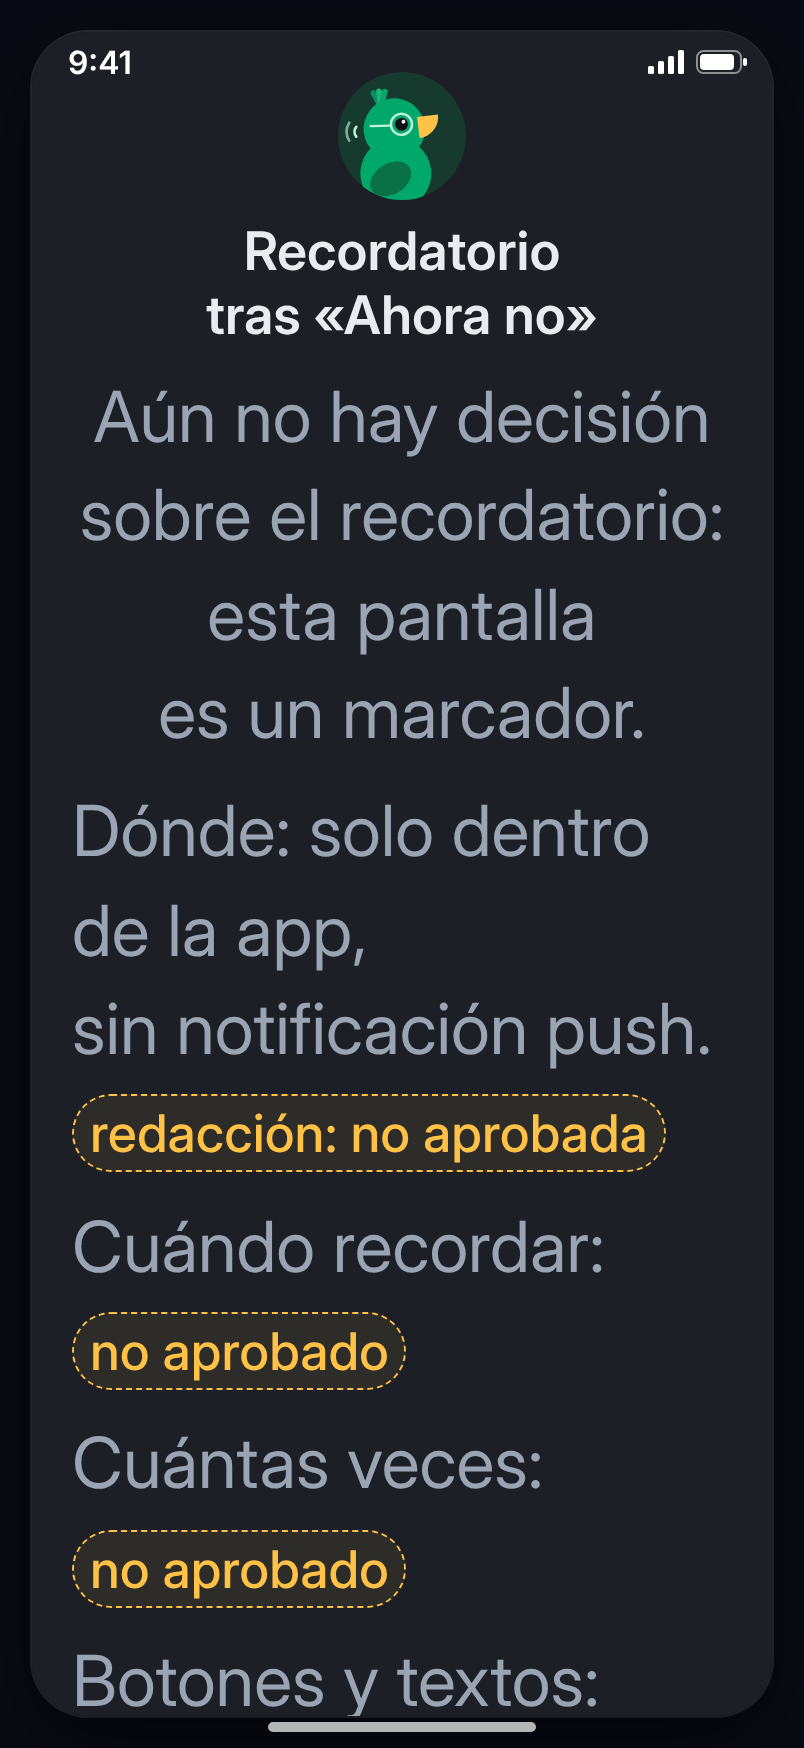 9:41
Recordatorio
tras «Ahora no»
Aún no hay decisión
sobre el recordatorio:
esta pantalla
es un marcador.
Dónde: solo dentro
de la app,
sin notificación push.
redacción: no aprobada
Cuándo recordar:
no aprobado
Cuántas veces:
no aprobado
Botones y textos: